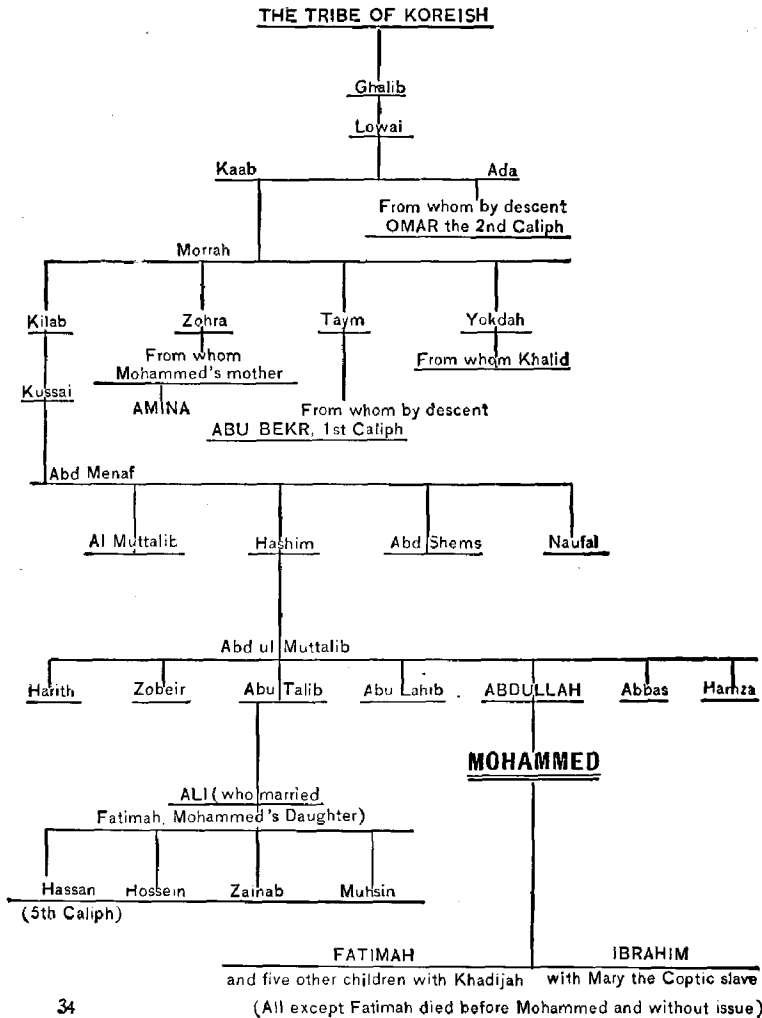 THE TRIBE OF KOREISH
Ghalib
Lowai
Kaab Ada
From whom by descent
OMAR the 2nd Caliph
Morrah
Kilab Zohra Taym Yokdah
From whom
Mohammed's mother
From whom Khalid
Kussai
AMINA
From whom by descent
ABU BEKR, 1st Caliph
Abd Menaf
Al Muttalib Hashim Abd Shems Naufal
Abd ul Muttalib
Harith Zobeir Abu Talib Abu Lahib ABDULLAH Abbas Hamza
MOHAMMED
ALI (who married
Fatimah, Mohammed's Daughter)
Hassan Hossein Zainab Muhsin
(5th Caliph)
FATIMAH IBRAHIM
and five other children with Khadijah with Mary the Coptic slave
34 (All except Fatimah died before Mohammed and without issue)